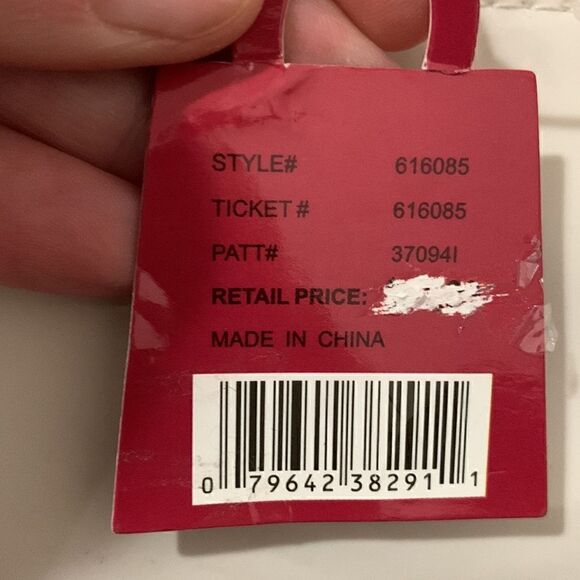 STYLE# 616085
TICKET # 616085
PATT# 37094I
RETAIL PRICE:
MADE IN CHINA
0 79642 38291 1